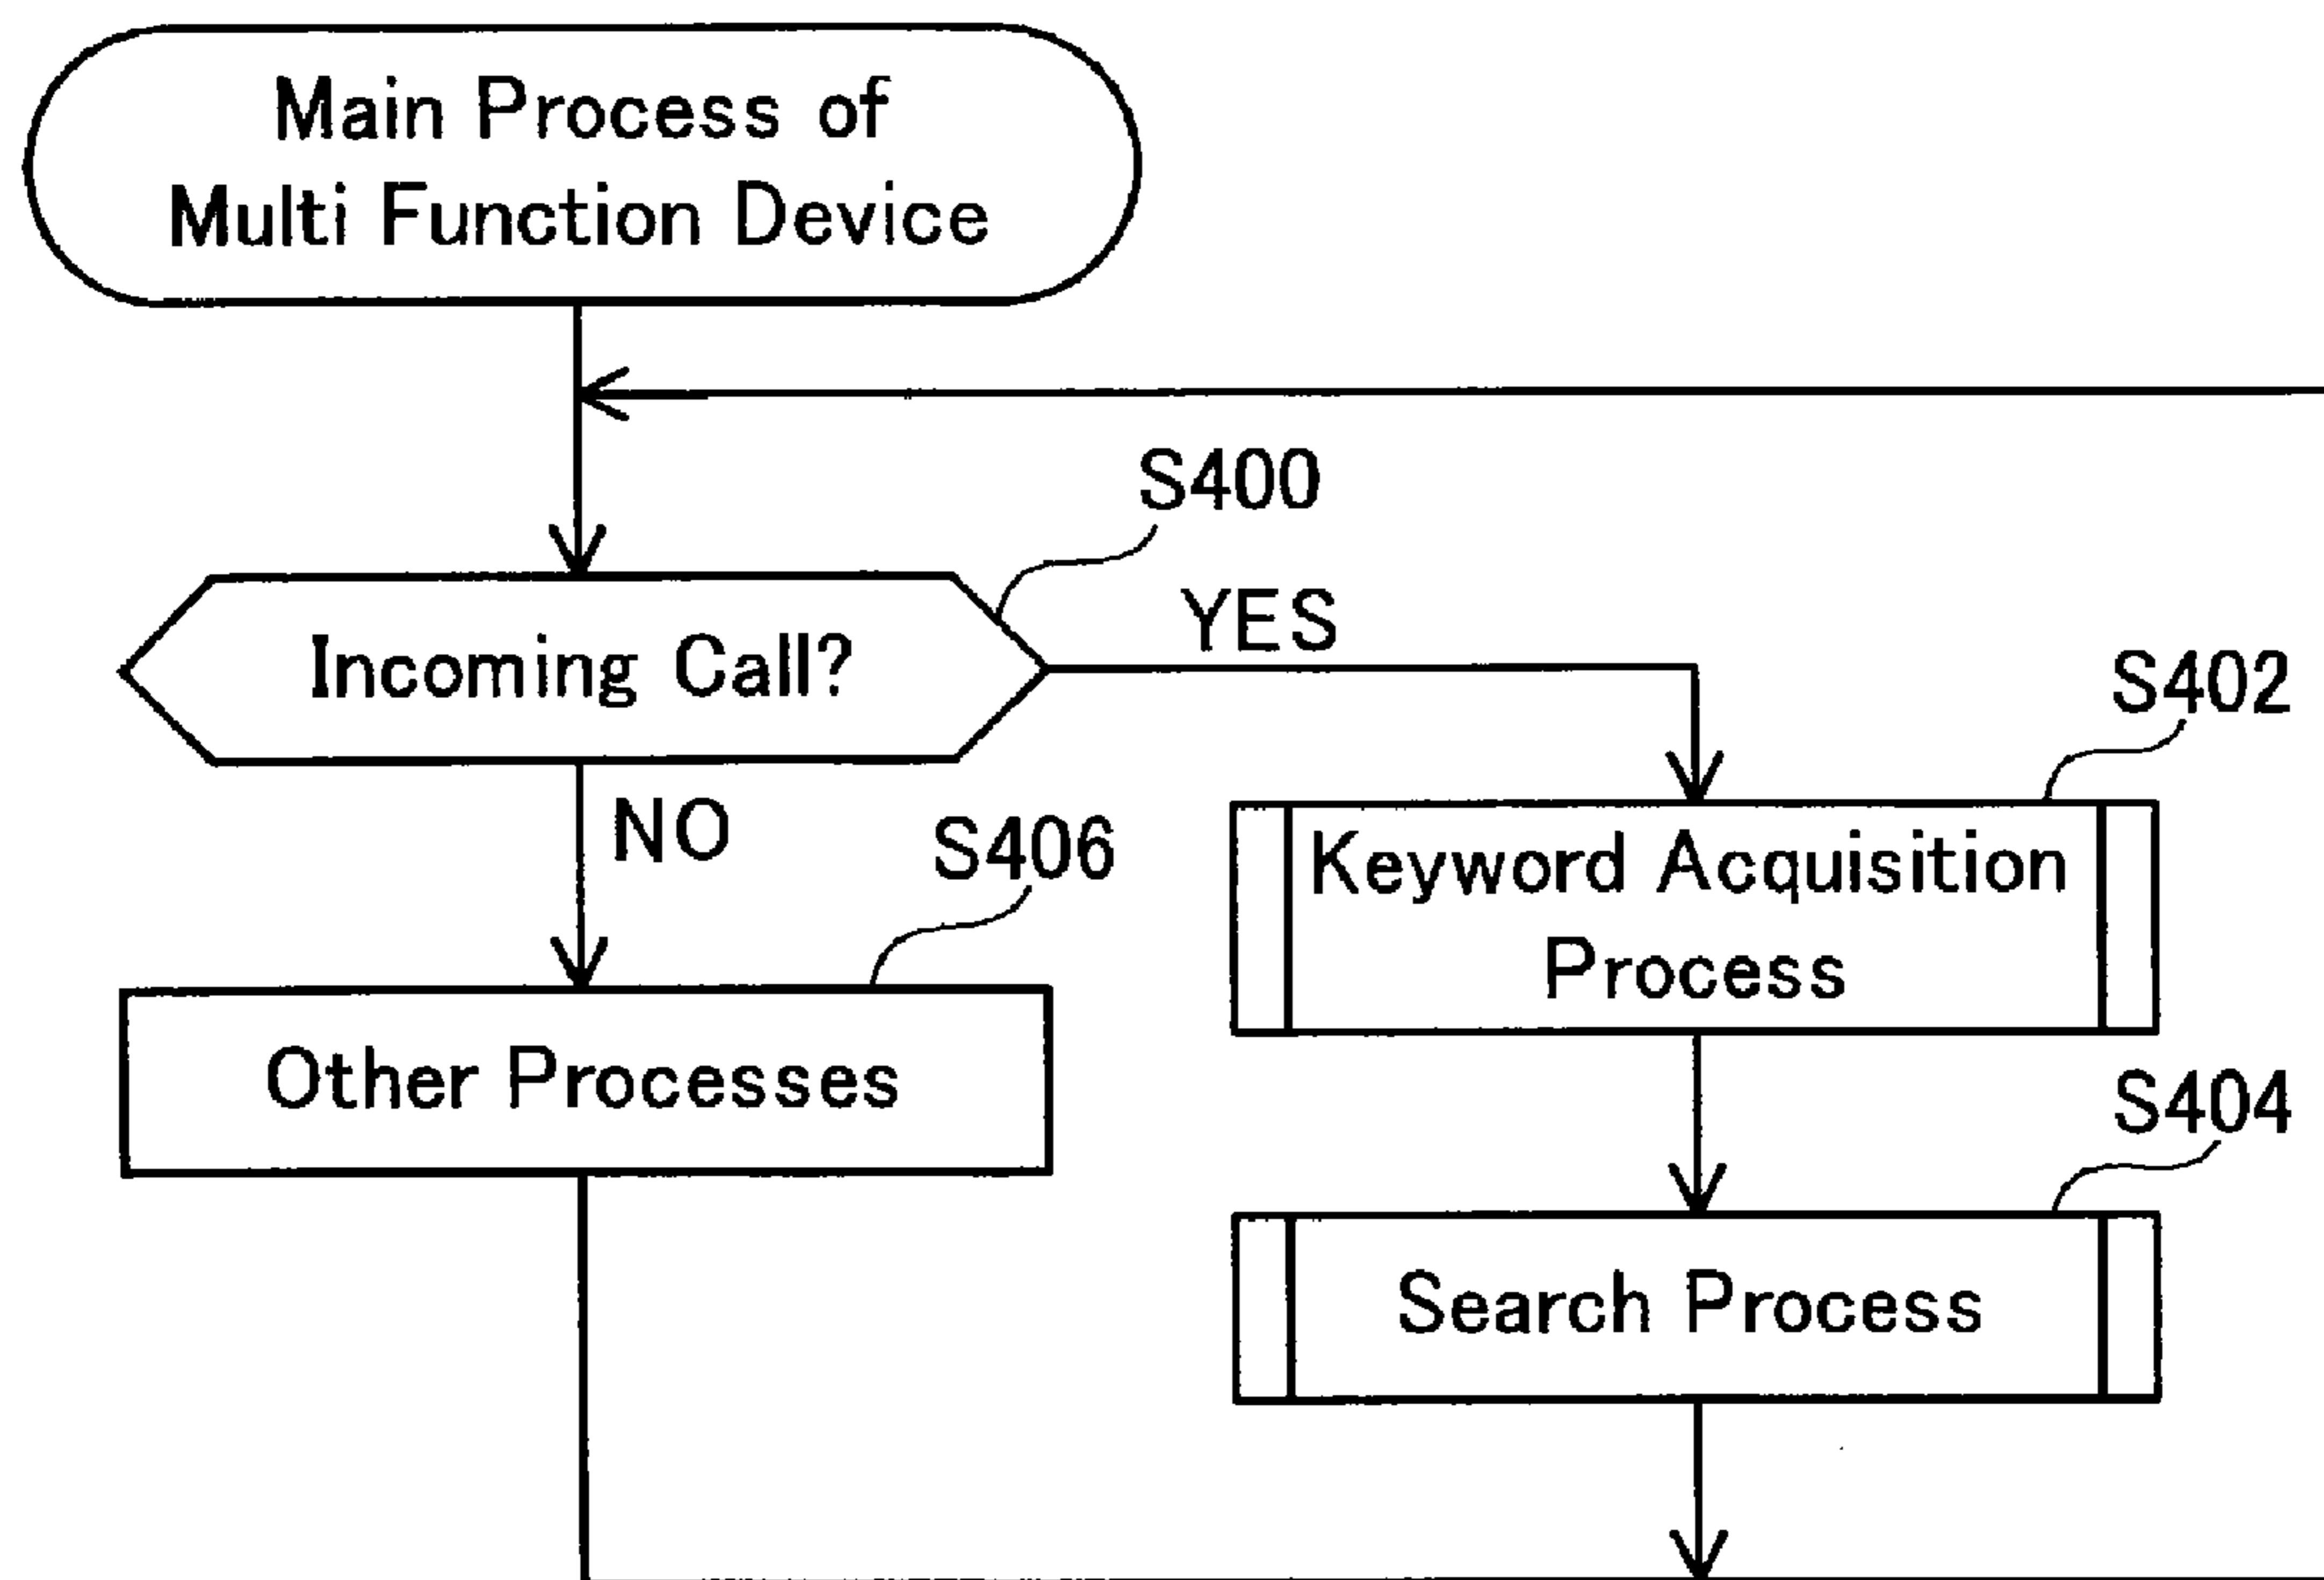 Main Process of
Multi Function Device
S400
Incoming Call?
YES
S402
NO
S406
Keyword Acquisition
Process
Other Processes
S404
Search Process